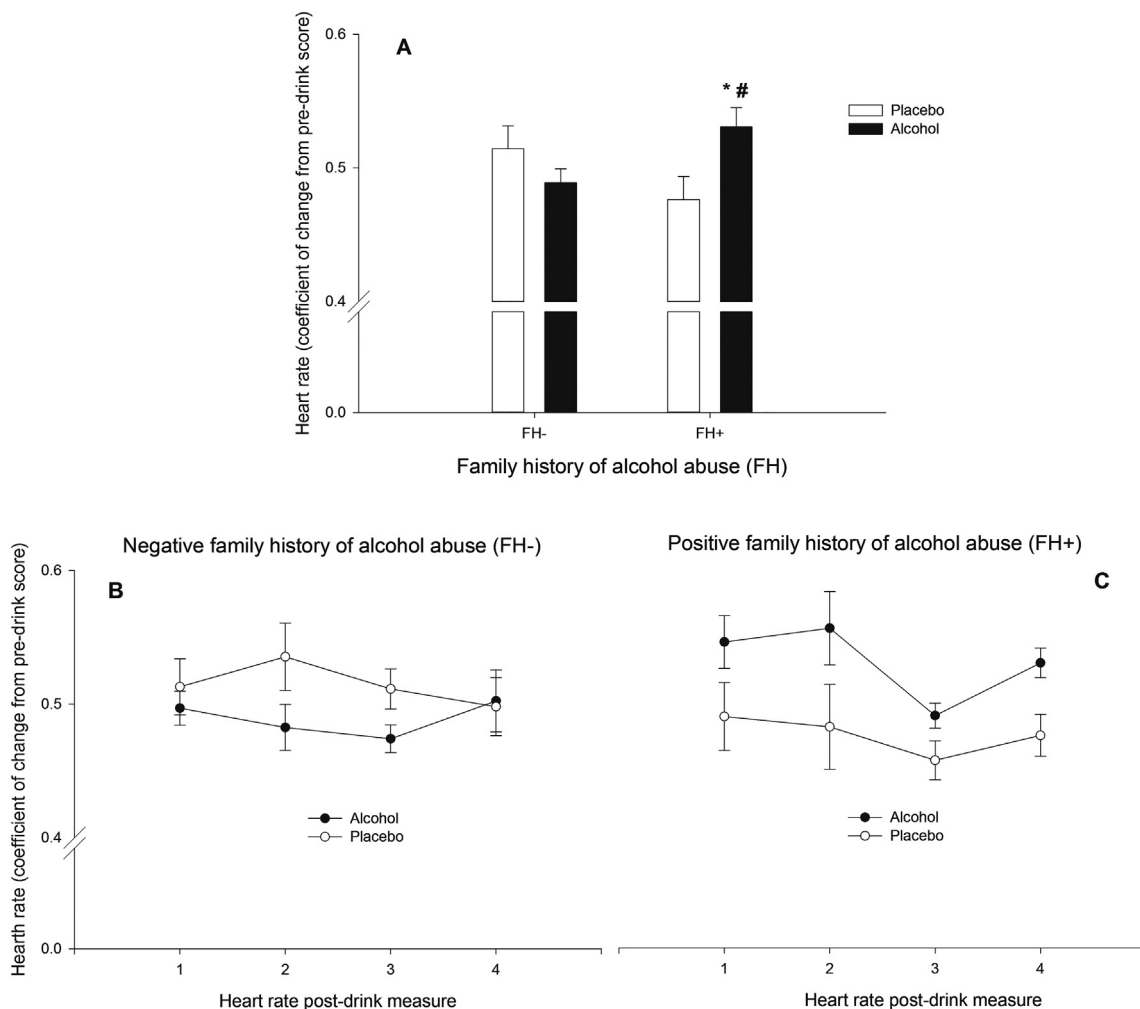 Heart rate (coefficient of change from pre-drink score)
0.6
0.5
0.4
0.0
A
* #
Placebo
Alcohol
FH-
FH+
Family history of alcohol abuse (FH)
Negative family history of alcohol abuse (FH-)
Hearth rate (coefficient of change from pre-drink score)
0.6
0.5
0.4
0.0
B
Alcohol
Placebo
1
2
3
4
Heart rate post-drink measure
Positive family history of alcohol abuse (FH+)
C
Alcohol
Placebo
1
2
3
4
Heart rate post-drink measure